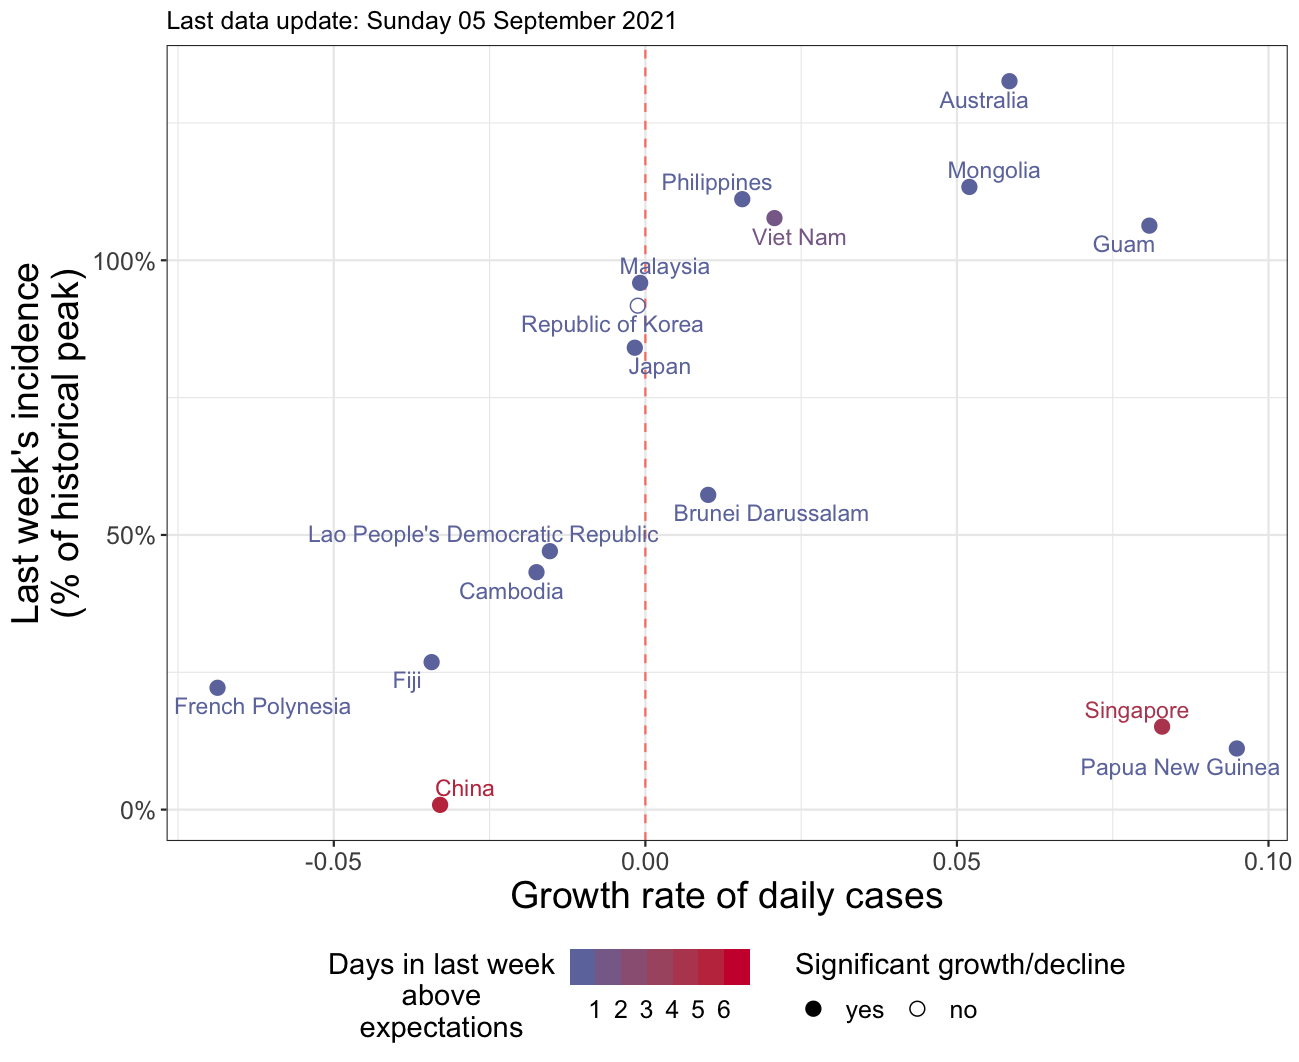 Last data update: Sunday 05 September 2021
Last week's incidence
(% of historical peak)
100%
50%
0%
Australia
Mongolia
Philippines
Viet Nam
Guam
Malaysia
Republic of Korea
Japan
Brunei Darussalam
Lao People's Democratic Republic
Cambodia
Fiji
French Polynesia
Singapore
Papua New Guinea
China
-0.05 0.00 0.05 0.10
Growth rate of daily cases
Days in last week
above
expectations
1 2 3 4 5 6
Significant growth/decline
yes no